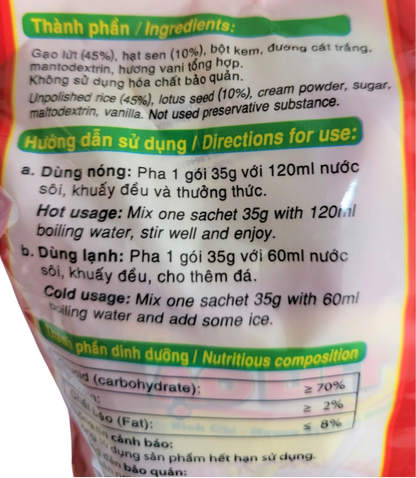 Thành phần / Ingredients:
Gạo lứt (45%), hạt sen (10%), bột kem, đường cát trắng,
mantodextrin, hương vani tổng hợp.
Không sử dụng hóa chất bảo quản.
Unpolished rice (45%), lotus seed (10%), cream powder, sugar,
maltodextrin, vanilla. Not used preservative substance.
Hướng dẫn sử dụng / Directions for use:
a. Dùng nóng: Pha 1 gói 35g với 120ml nước
sôi, khuấy đều và thưởng thức.
Hot usage: Mix one sachet 35g with 120ml
boiling water, stir well and enjoy.
b. Dùng lạnh: Pha 1 gói 35g với 60ml nước
sôi, khuấy đều, cho thêm đá.
Cold usage: Mix one sachet 35g with 60ml
boiling water and add some ice.
Thành phần dinh dưỡng / Nutritious composition
(carbohydrate): ≥ 70%
≥ 2%
béo (Fat): ≤ 8%
cảnh báo:
dụng sản phẩm hết hạn sử dụng.
bảo quản: